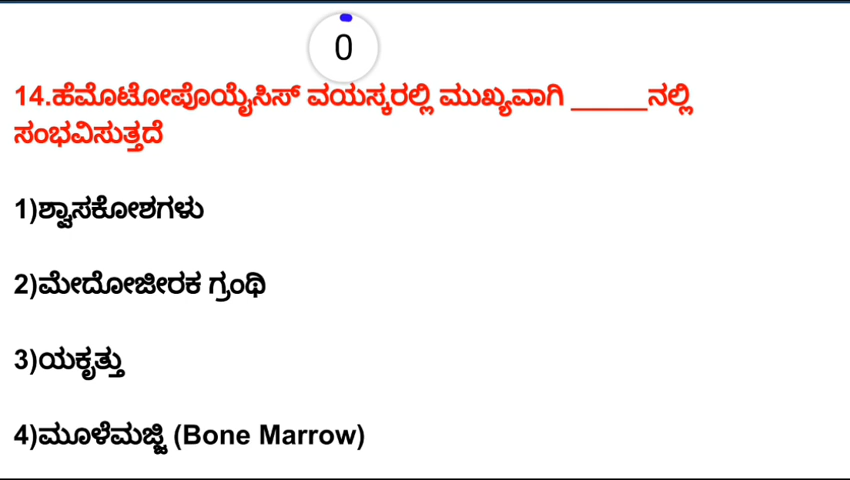 0
14.ಹೆಮೊಟೋಪೊಯೈಸಿಸ್ ವಯಸ್ಕರಲ್ಲಿ ಮುಖ್ಯವಾಗಿ _____ನಲ್ಲಿ
ಸಂಭವಿಸುತ್ತದೆ
1)ಶ್ವಾಸಕೋಶಗಳು
2)ಮೇದೋಜೀರಕ ಗ್ರಂಥಿ
3)ಯಕೃತ್ತು
4)ಮೂಳೆಮಜ್ಜಿ (Bone Marrow)